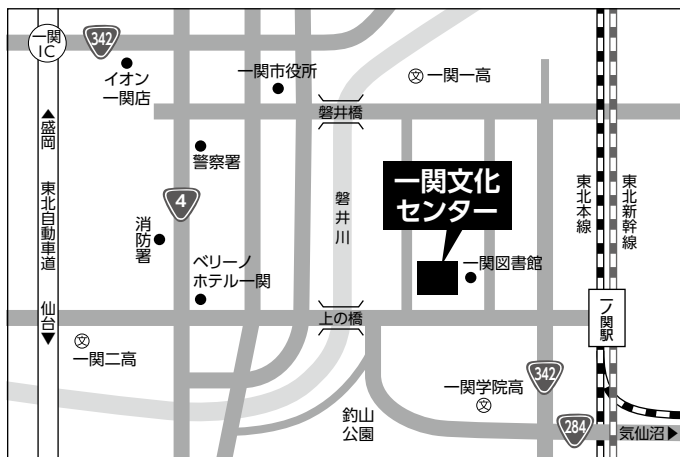 一関
IC
342
イオン
一関店
一関市役所
㊫一関一高
磐井橋
▲盛岡
東北自動車道
仙台▼
警察署
4
消防署
ベリーノ
ホテル一関
磐井川
一関文化
センター
一関図書館
東北本線
東北新幹線
上の橋
一ノ関駅
㊫
一関二高
釣山
公園
一関学院高
㊫
342
284
気仙沼▶